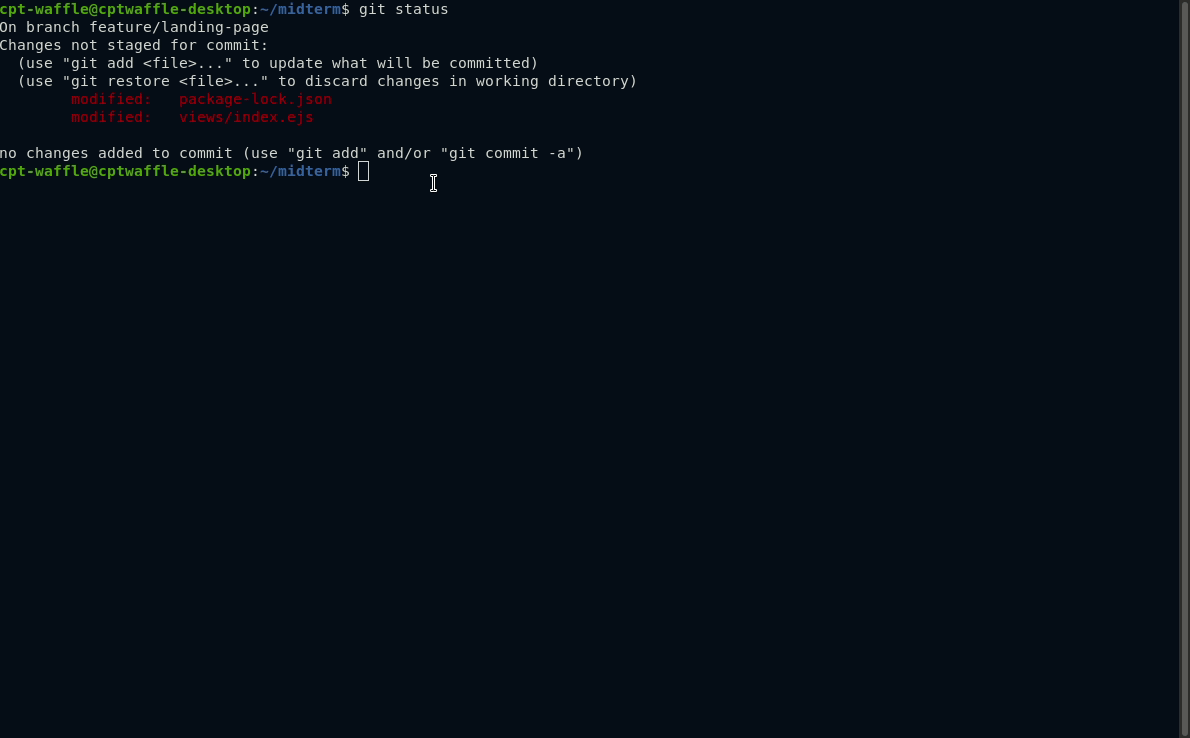 cpt-waffle@cptwaffle-desktop:~/midterm$ git status
On branch feature/landing-page
Changes not staged for commit:
  (use "git add <file>..." to update what will be committed)
  (use "git restore <file>..." to discard changes in working directory)
        modified:   package-lock.json
        modified:   views/index.ejs

no changes added to commit (use "git add" and/or "git commit -a")
cpt-waffle@cptwaffle-desktop:~/midterm$